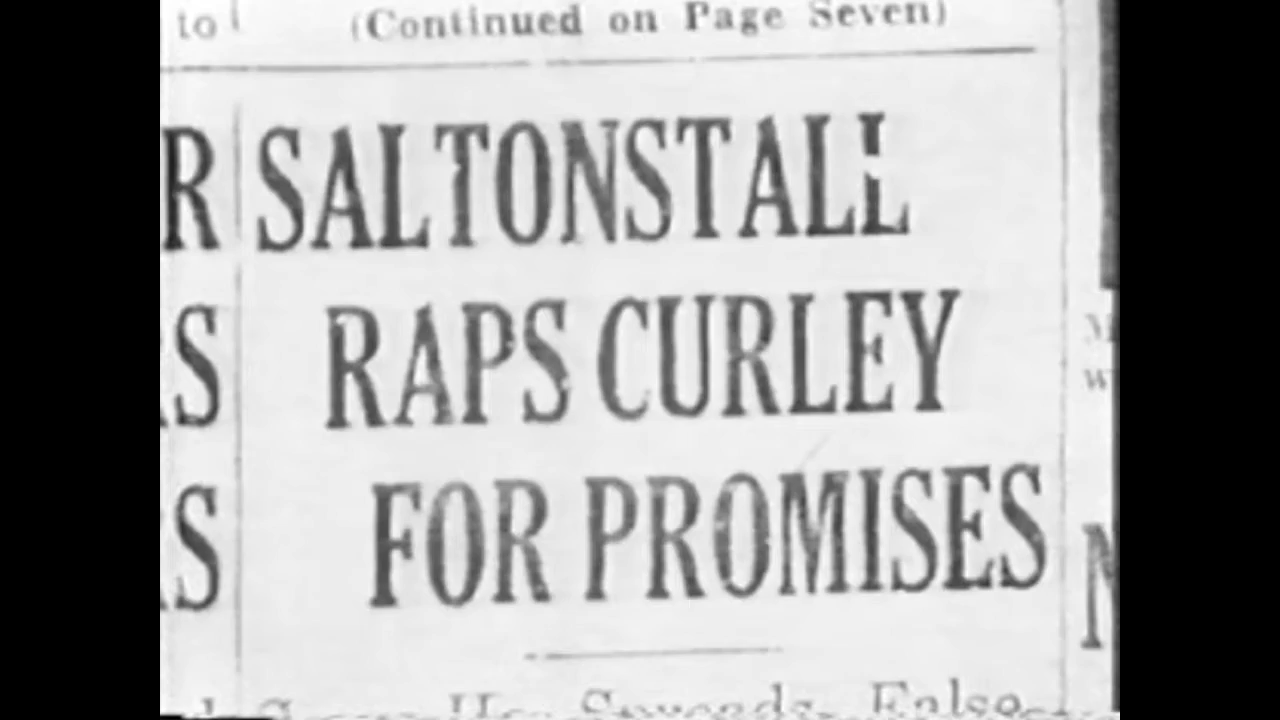 to (Continued on Page Seven)
R SALTONSTALL
S RAPS CURLEY
S FOR PROMISES